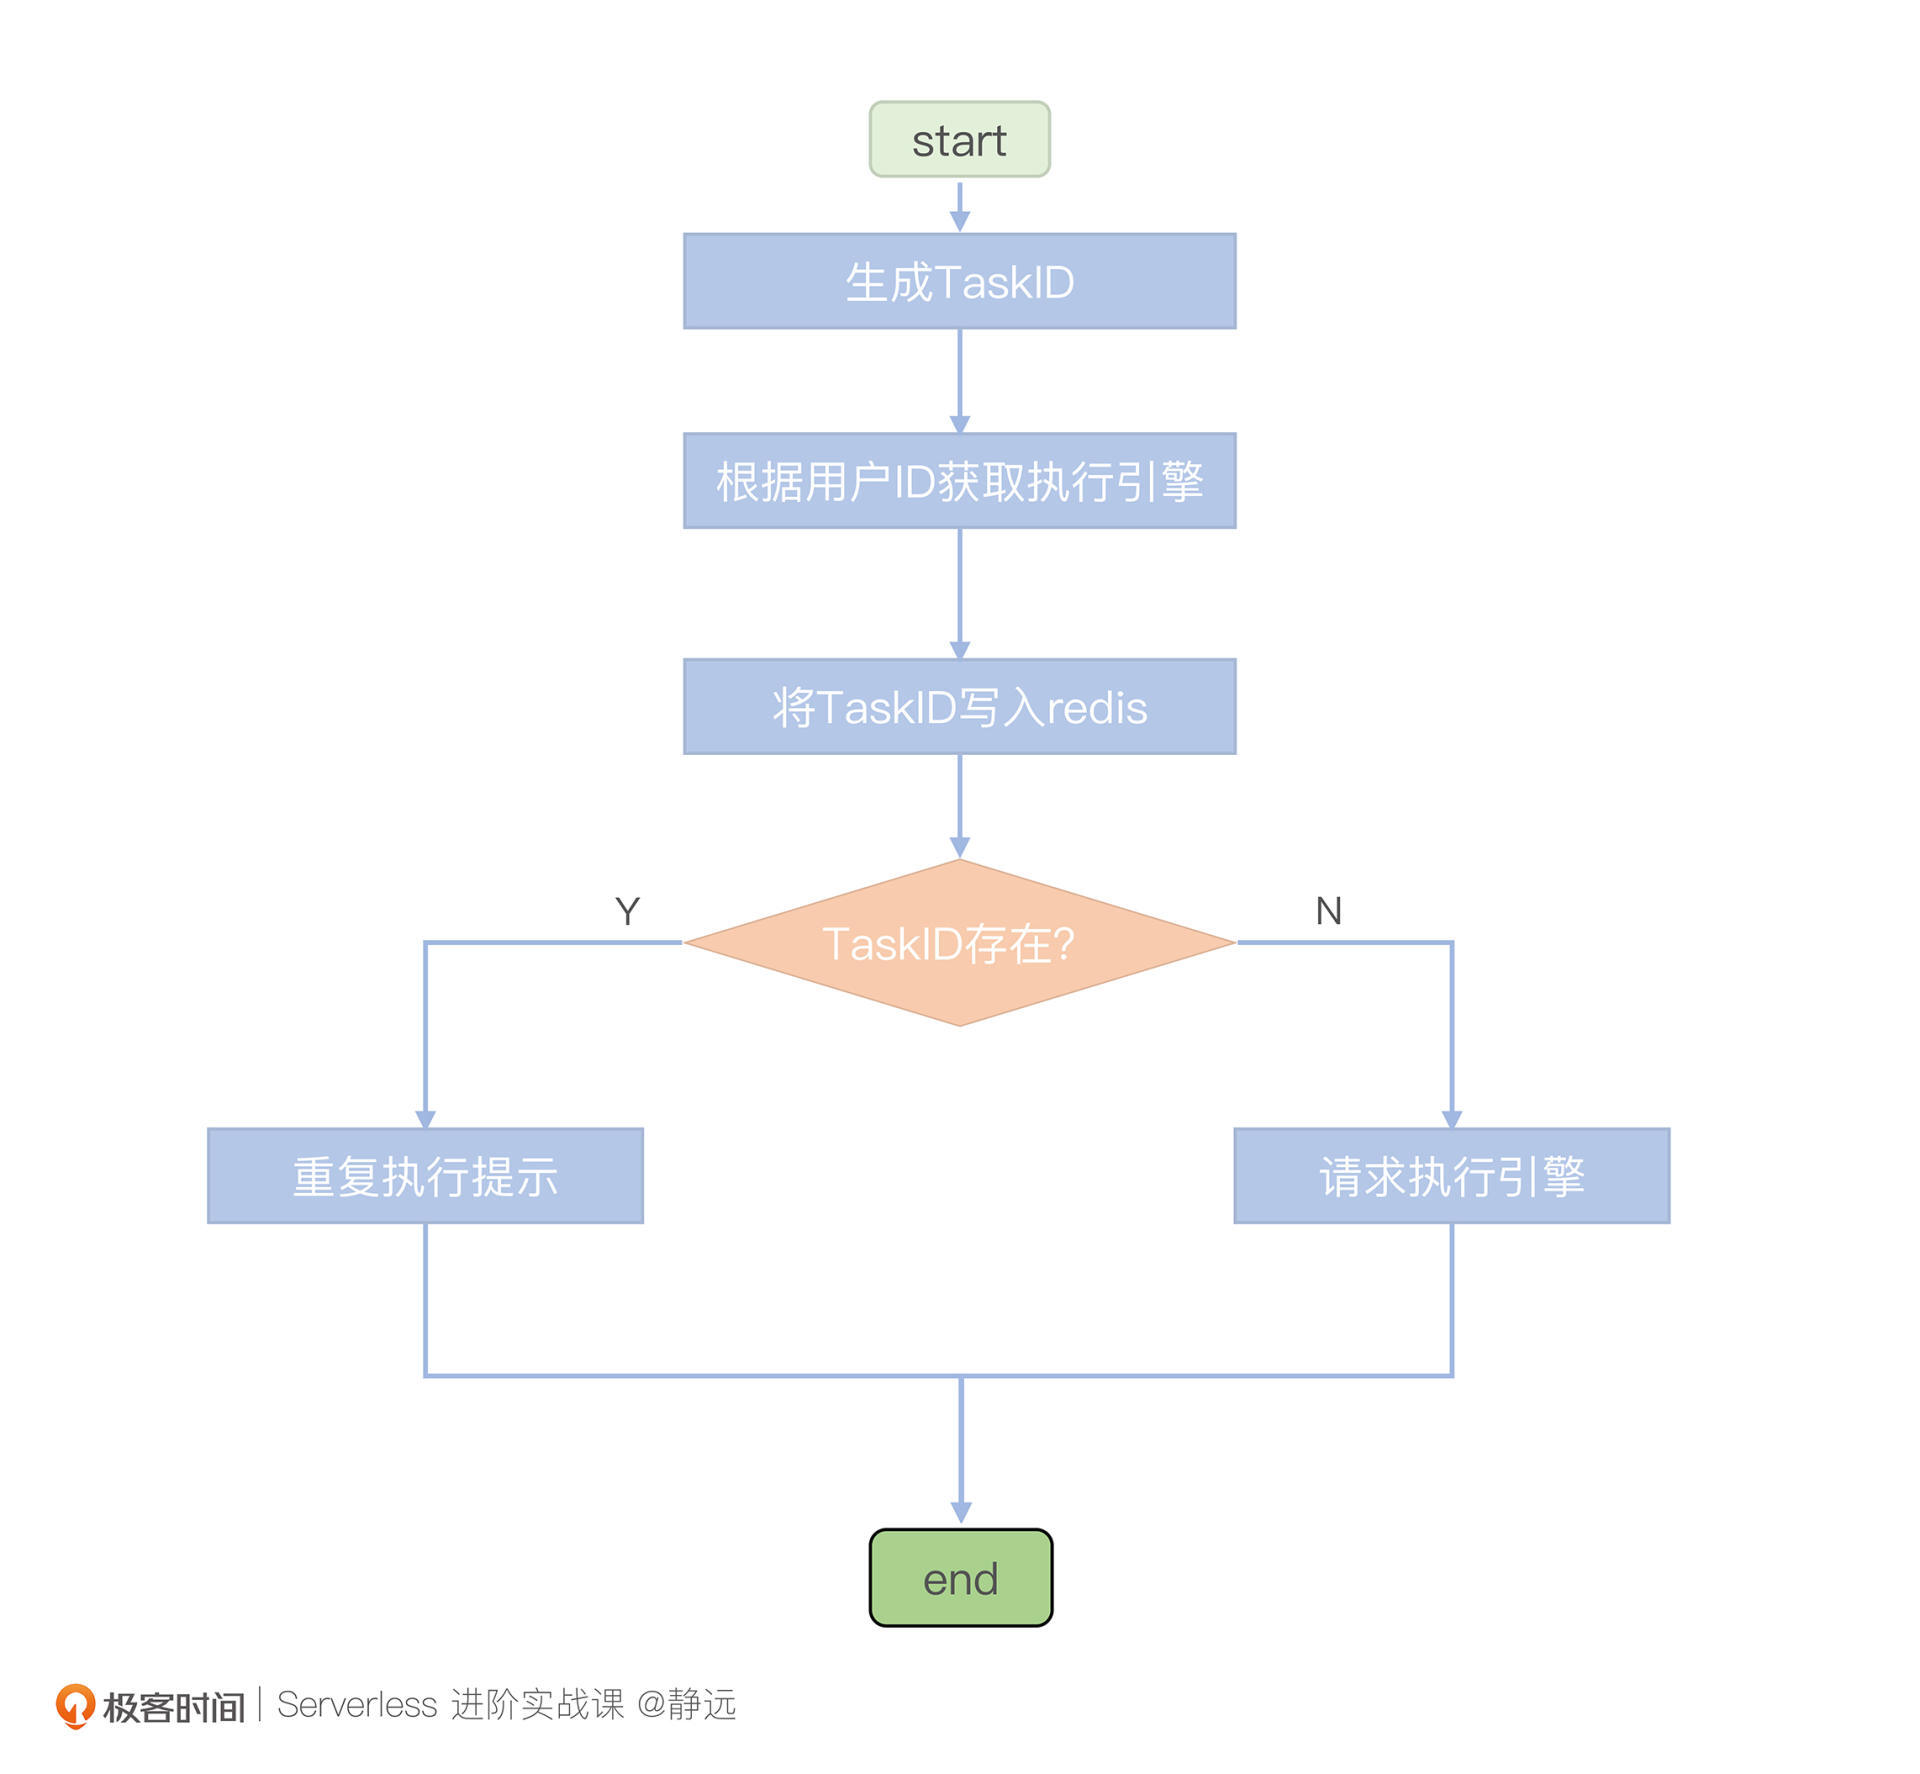 start
生成TaskID
根据用户ID获取执行引擎
将TaskID写入redis
TaskID存在？
Y
N
重复执行提示
请求执行引擎
end
极客时间 | Serverless 进阶实战课 @静远